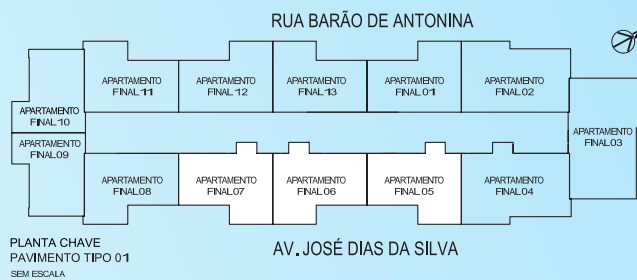 RUA BARÃO DE ANTONINA
APARTAMENTO
FINAL 11
APARTAMENTO
FINAL 12
APARTAMENTO
FINAL 13
APARTAMENTO
FINAL 01
APARTAMENTO
FINAL 02
APARTAMENTO
FINAL 10
APARTAMENTO
FINAL 03
APARTAMENTO
FINAL 09
APARTAMENTO
FINAL 08
APARTAMENTO
FINAL 07
APARTAMENTO
FINAL 06
APARTAMENTO
FINAL 05
APARTAMENTO
FINAL 04
PLANTA CHAVE
PAVIMENTO TIPO 01
SEM ESCALA
AV. JOSÉ DIAS DA SILVA